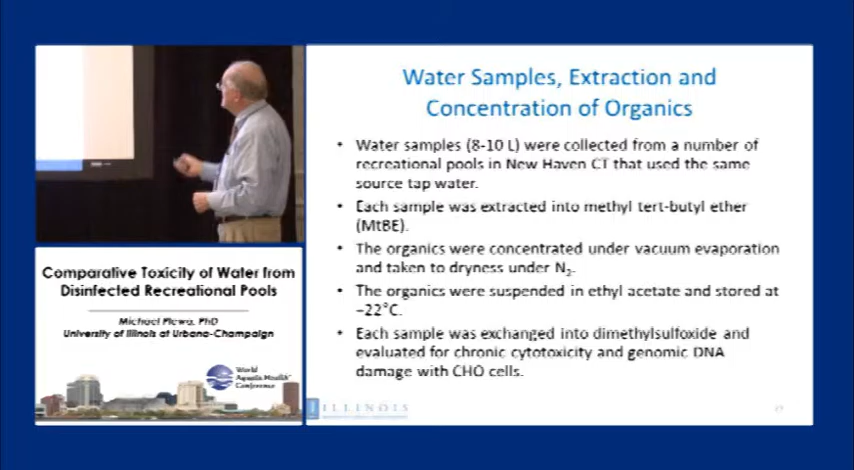 Water Samples, Extraction and
Concentration of Organics
• Water samples (8-10 L) were collected from a number of
recreational pools in New Haven CT that used the same
source tap water.
• Each sample was extracted into methyl tert-butyl ether
(MtBE).
• The organics were concentrated under vacuum evaporation
and taken to dryness under N₂.
• The organics were suspended in ethyl acetate and stored at
−22°C.
• Each sample was exchanged into dimethylsulfoxide and
evaluated for chronic cytotoxicity and genomic DNA
damage with CHO cells.
ILLINOIS
Comparative Toxicity of Water from
Disinfected Recreational Pools
Michael Plewa, PhD
University of Illinois at Urbana-Champaign
World
Aquatic Health™
Conference